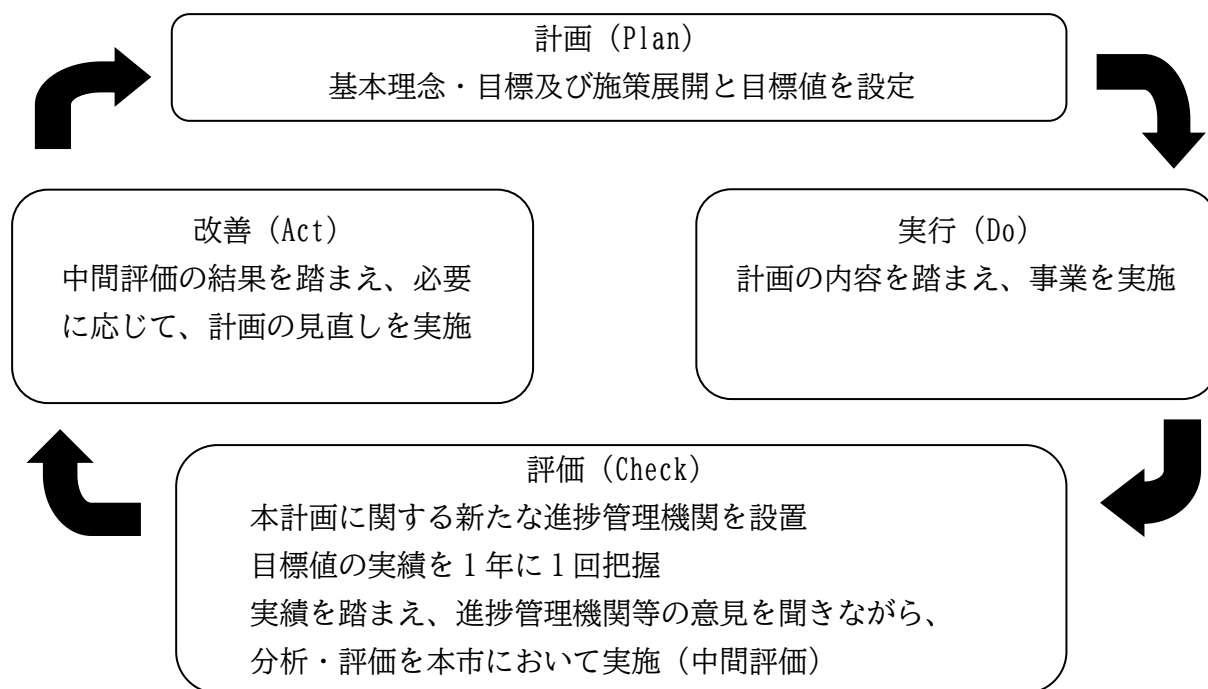 計画（Plan）
基本理念・目標及び施策展開と目標値を設定
改善（Act）
中間評価の結果を踏まえ、必要
に応じて、計画の見直しを実施
実行（Do）
計画の内容を踏まえ、事業を実施
評価（Check）
本計画に関する新たな進捗管理機関を設置
目標値の実績を１年に１回把握
実績を踏まえ、進捗管理機関等の意見を聞きながら、
分析・評価を本市において実施（中間評価）